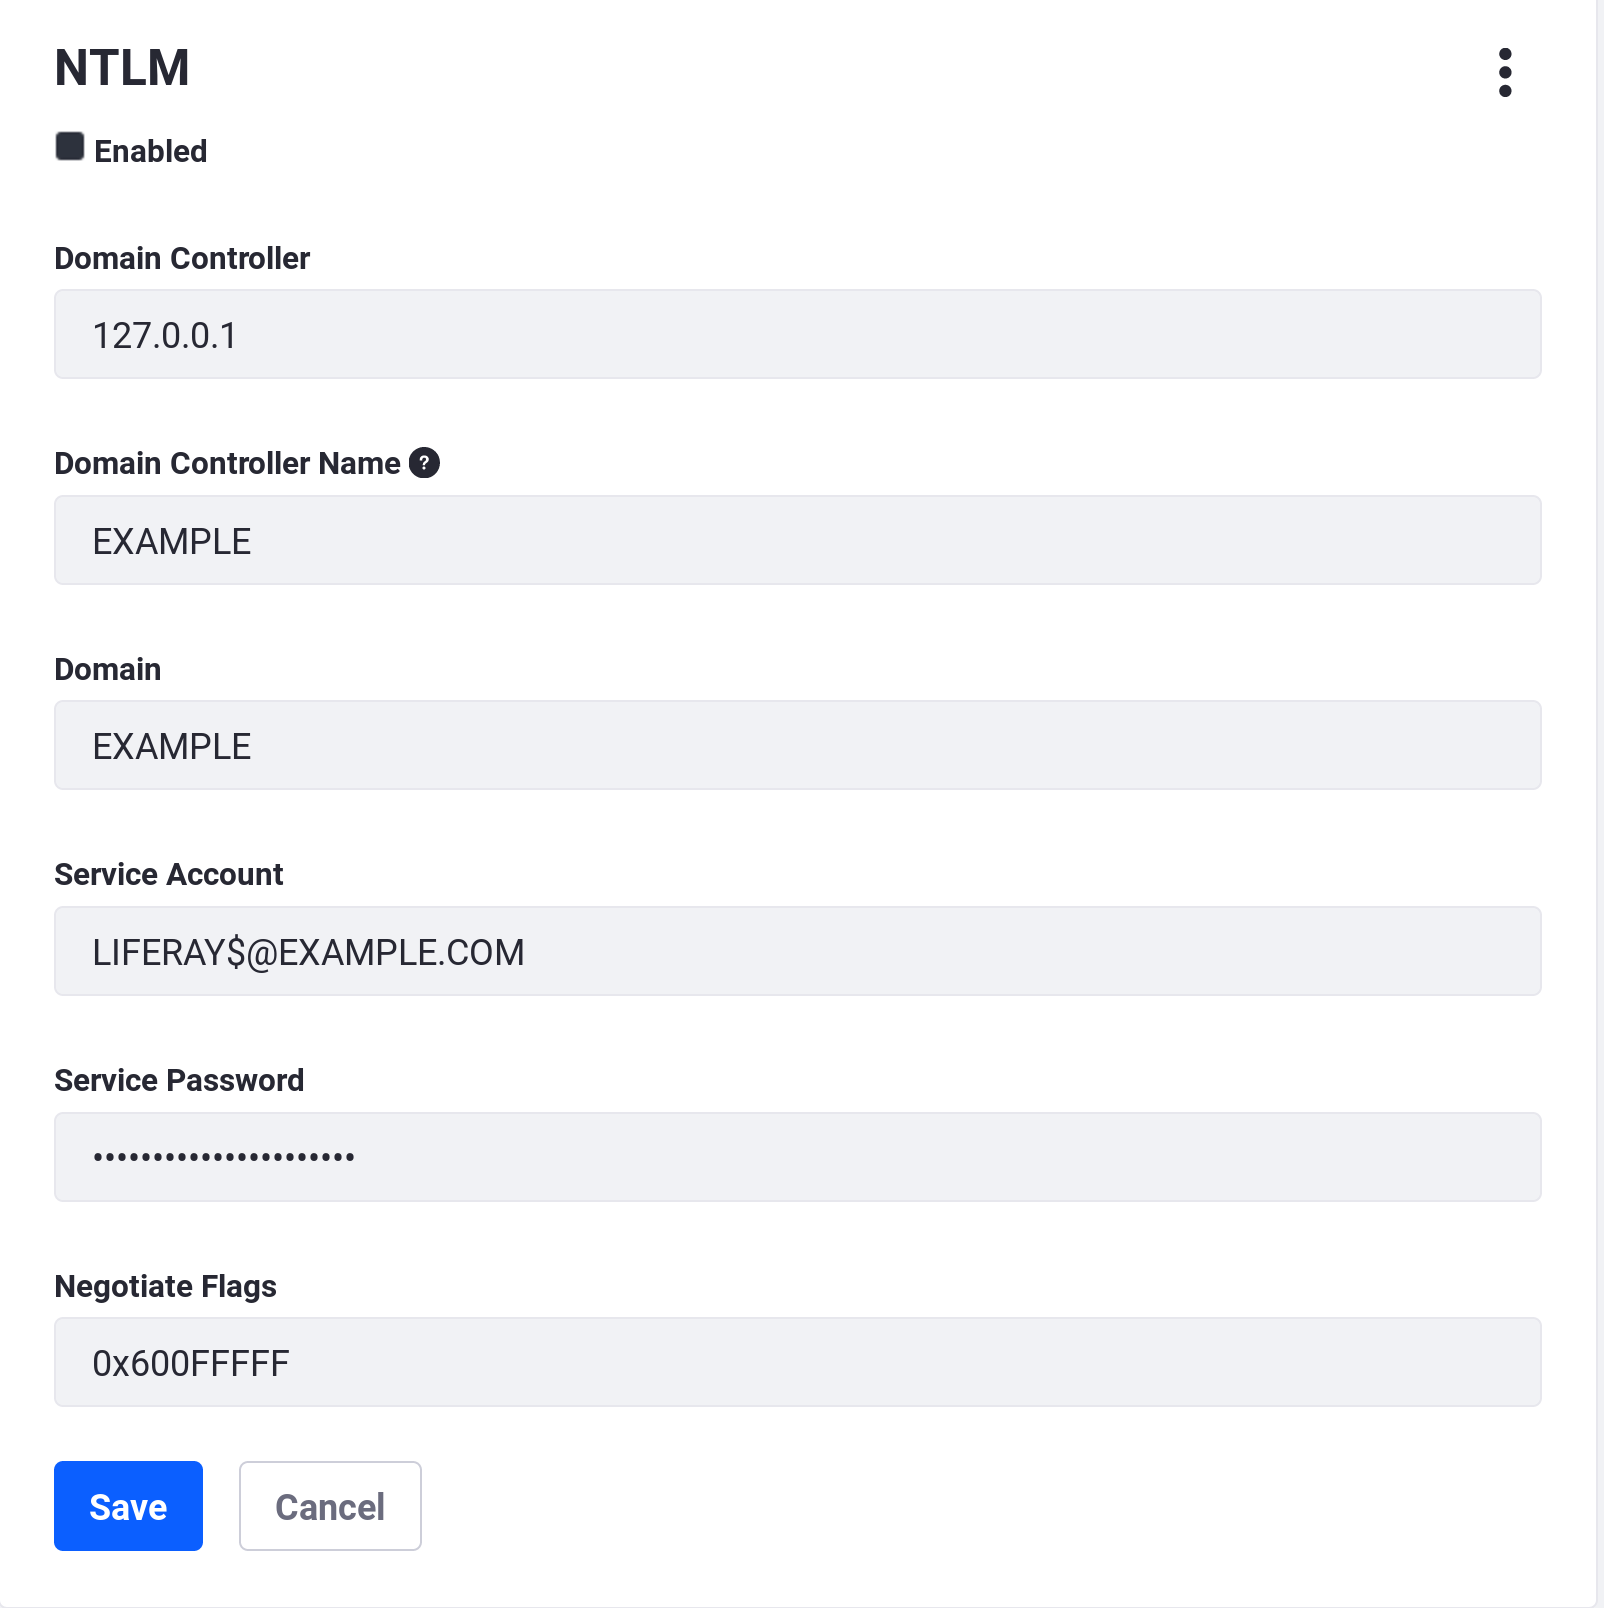 NTLM
Enabled
Domain Controller
127.0.0.1
Domain Controller Name ?
EXAMPLE
Domain
EXAMPLE
Service Account
LIFERAY$@EXAMPLE.COM
Service Password
••••••••••••••••••••••
Negotiate Flags
0x600FFFFF
Save Cancel